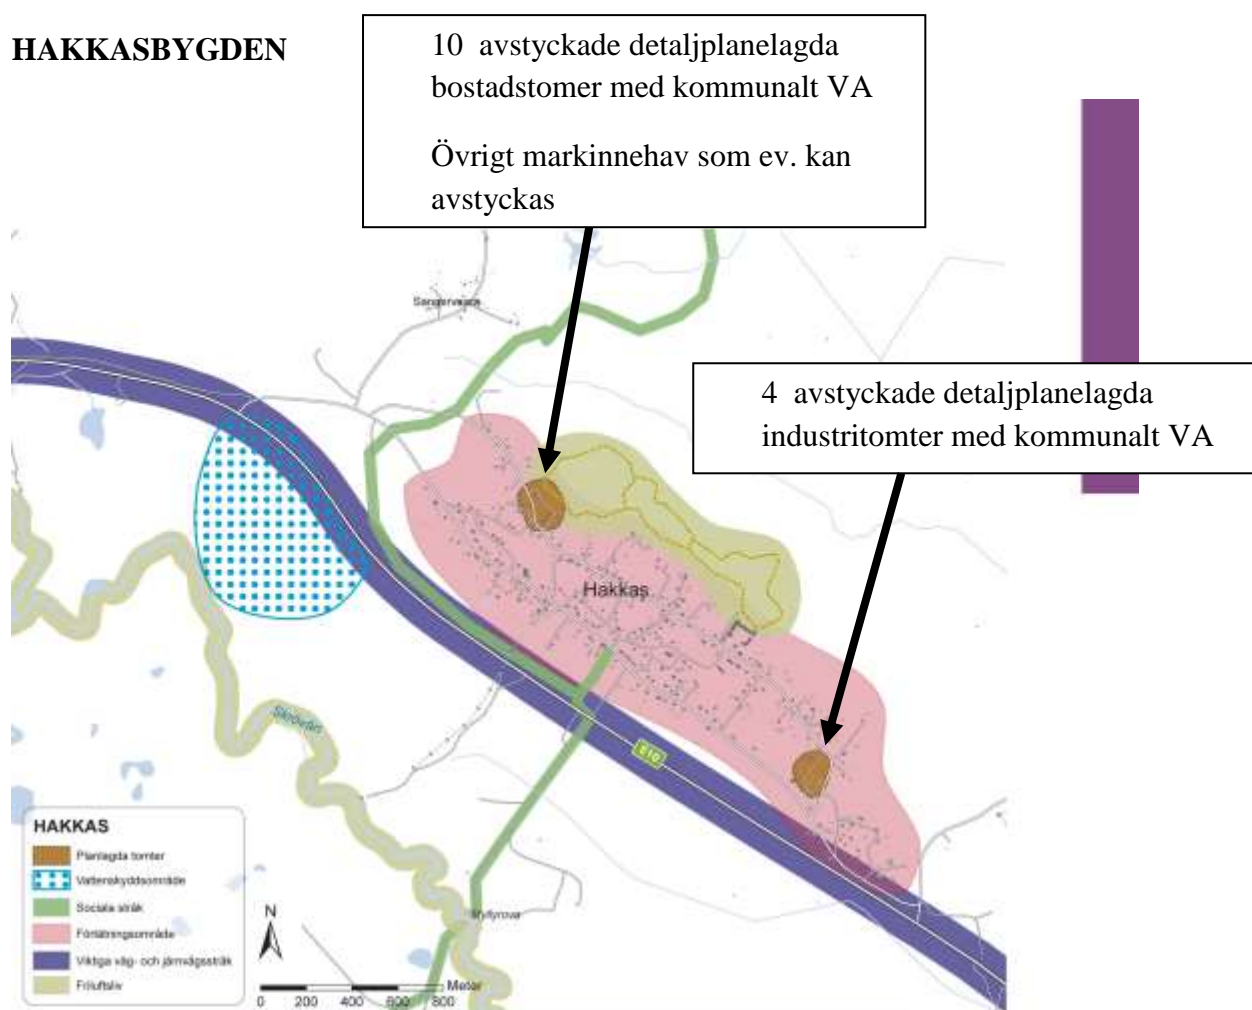 HAKKASBYGDEN
10 avstyckade detaljplanelagda
bostadstomer med kommunalt VA
Övrigt markinnehav som ev. kan
avstyckas
4 avstyckade detaljplanelagda
industritomter med kommunalt VA
Hakkas
E10
HAKKAS
Planlagda tomter
Vattenskyddsområde
Sociala stråk
Förtätningsområde
Viktiga väg- och järnvägsstråk
Friluftsliv
N
Meter
0 200 400 600 800